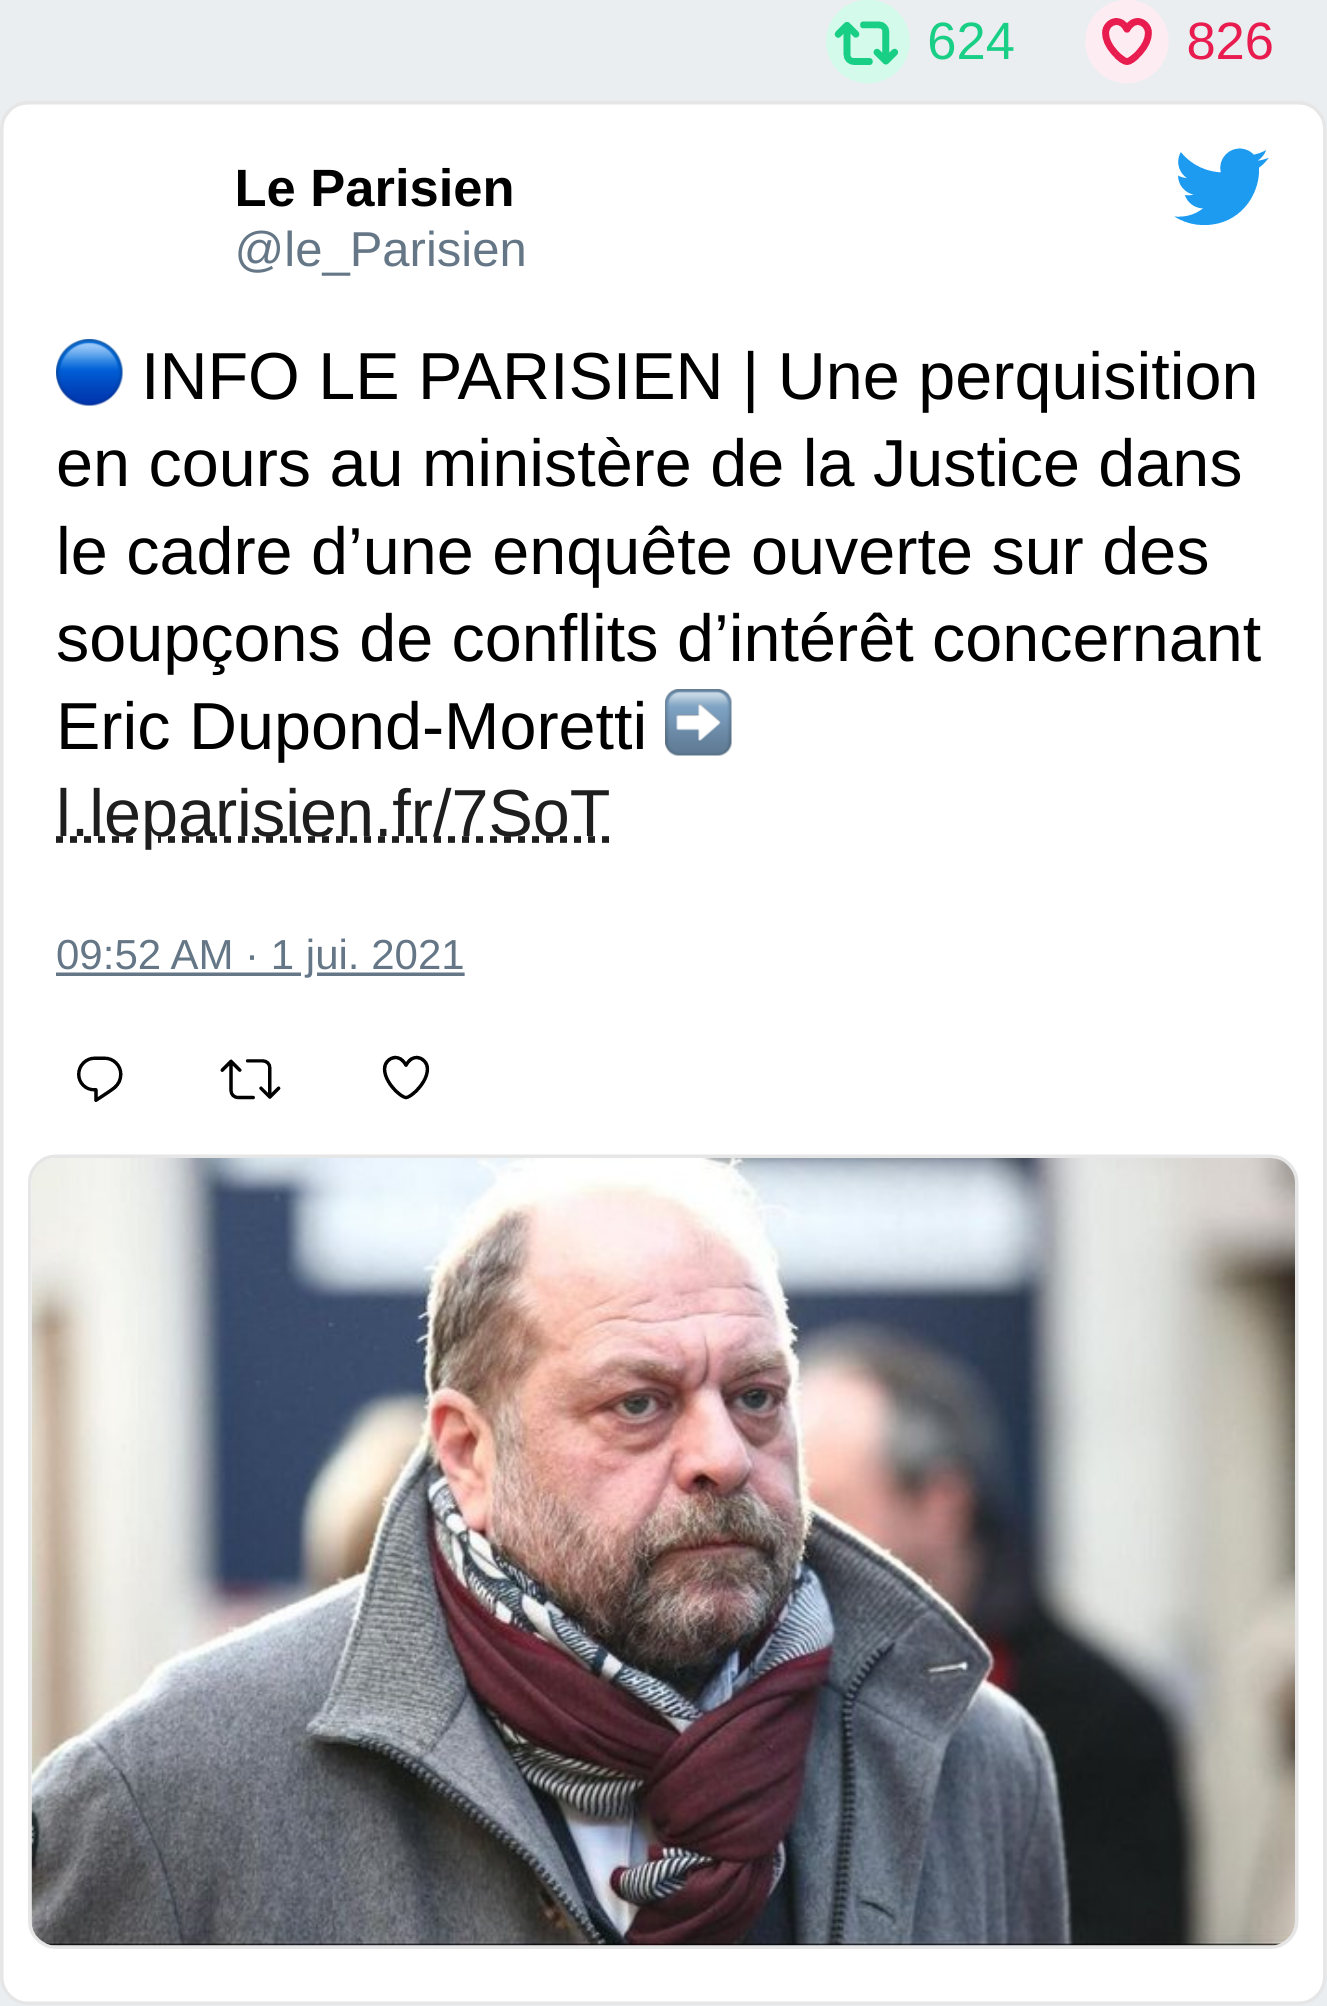 624 826
Le Parisien
@le_Parisien
🔵 INFO LE PARISIEN | Une perquisition
en cours au ministère de la Justice dans
le cadre d’une enquête ouverte sur des
soupçons de conflits d’intérêt concernant
Eric Dupond-Moretti ➡️
l.leparisien.fr/7SoT
09:52 AM · 1 jui. 2021